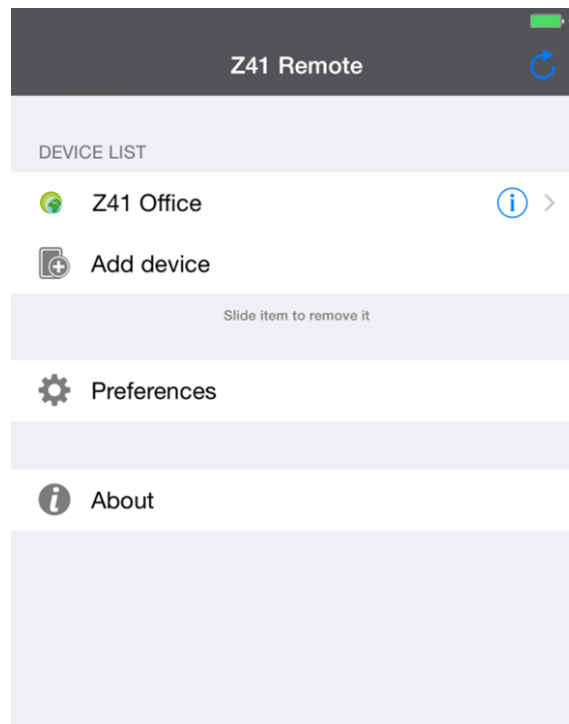 Z41 Remote
DEVICE LIST
Z41 Office
Add device
Slide item to remove it
Preferences
About